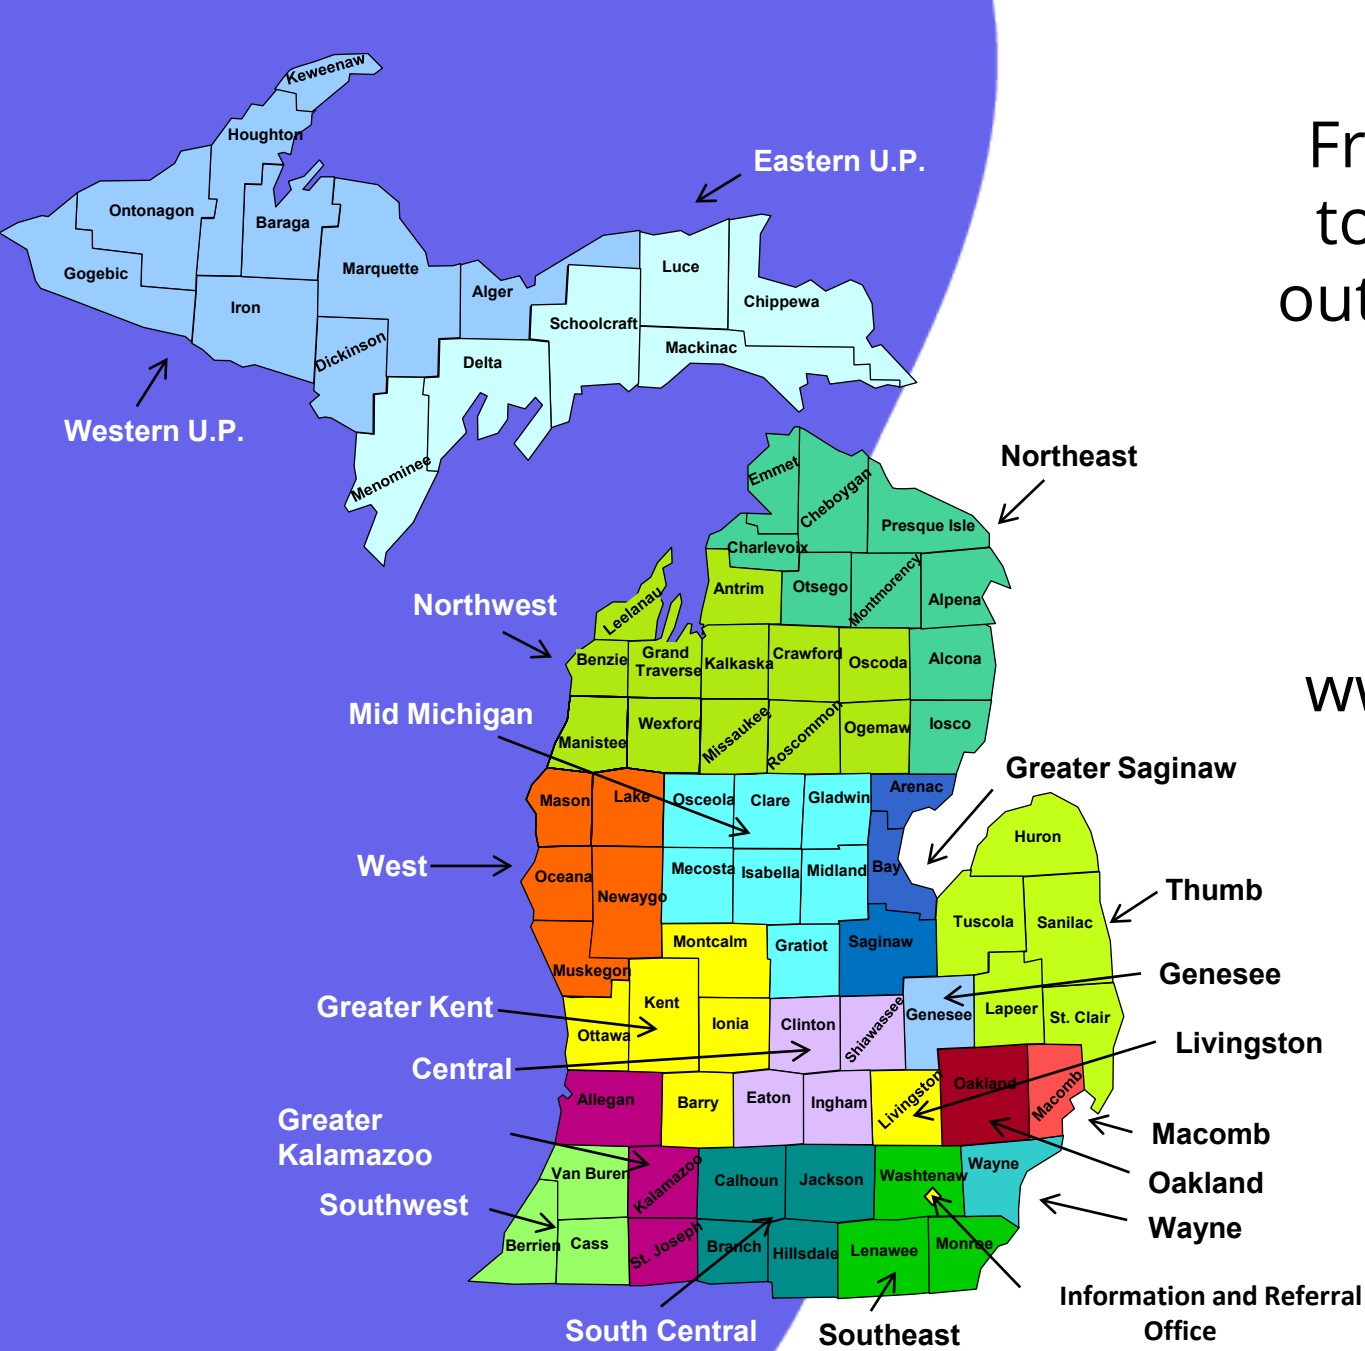 Keweenaw
Houghton
Ontonagon
Baraga
Gogebic
Iron
Marquette
Dickinson
Alger
Luce
Chippewa
Schoolcraft
Mackinac
Delta
Menominee
Eastern U.P.
Western U.P.
Fr
to
out
Northeast
Emmet
Cheboygan
Presque Isle
Charlevoix
Antrim
Otsego
Montmorency
Alpena
Northwest
Leelanau
Benzie
Grand
Traverse
Kalkaska
Crawford
Oscoda
Alcona
Mid Michigan
Manistee
Wexford
Missaukee
Roscommon
Ogemaw
Iosco
Greater Saginaw
Mason
Lake
Osceola
Clare
Gladwin
Arenac
Huron
West
Oceana
Newaygo
Mecosta
Isabella
Midland
Bay
Thumb
Tuscola
Sanilac
Muskegon
Montcalm
Gratiot
Saginaw
Genesee
Greater Kent
Ottawa
Kent
Ionia
Clinton
Shiawassee
Genesee
Lapeer
St. Clair
Livingston
Central
Allegan
Barry
Eaton
Ingham
Livingston
Oakland
Macomb
Greater
Kalamazoo
Macomb
Van Buren
Kalamazoo
Calhoun
Jackson
Washtenaw
Wayne
Oakland
Southwest
Wayne
Berrien
Cass
St. Joseph
Branch
Hillsdale
Lenawee
Monroe
Information and Referral
Office
South Central
Southeast